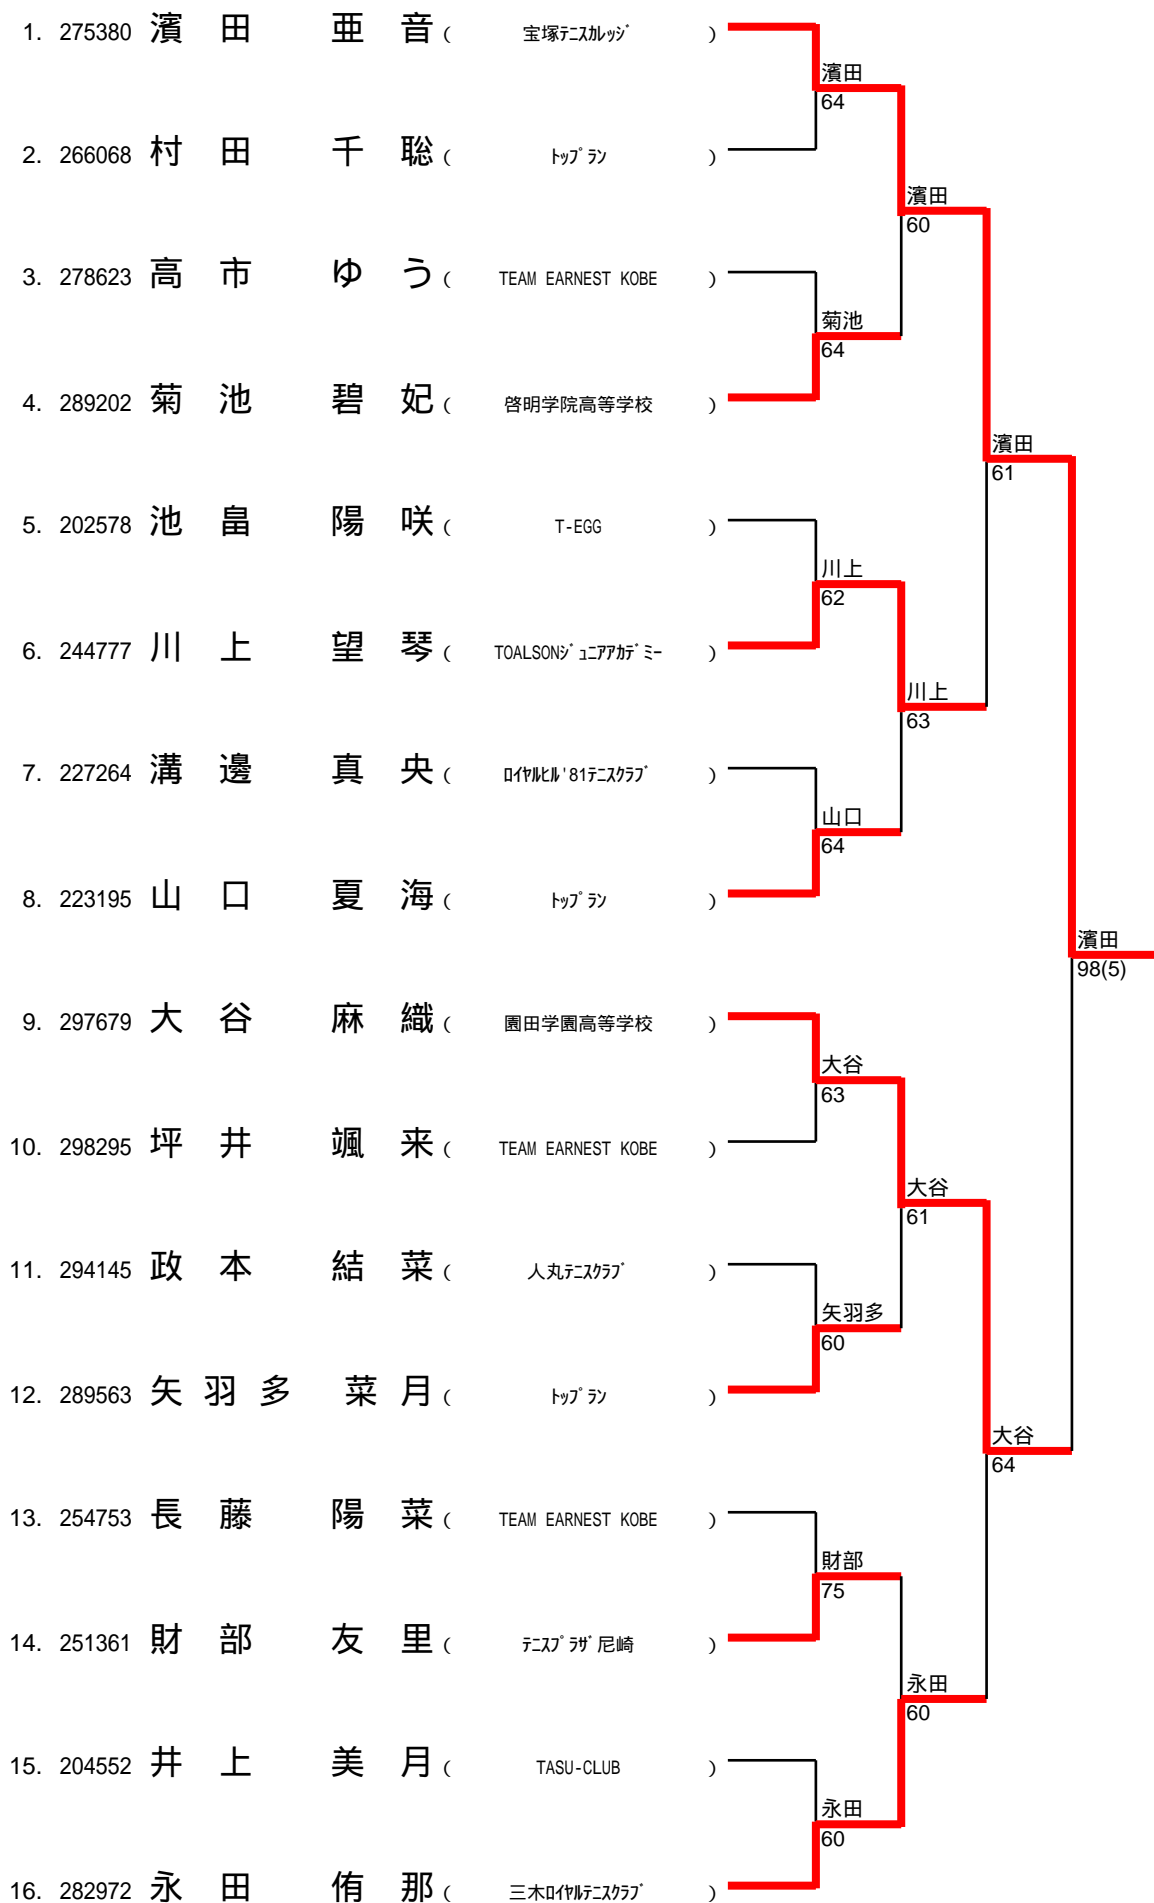 1. 275380 濱田 亜音 ( 宝塚ﾃﾆｽｶﾚｯｼﾞ )
濱田
64
2. 266068 村田 千聡 ( ﾄｯﾌﾟﾗﾝ )
濱田
60
3. 278623 高市 ゆう ( TEAM EARNEST KOBE )
菊池
64
4. 289202 菊池 碧妃 ( 啓明学院高等学校 )
濱田
61
5. 202578 池畠 陽咲 ( T-EGG )
川上
62
6. 244777 川上 望琴 ( TOALSONｼﾞｭﾆｱｱｶﾃﾞﾐｰ )
川上
63
7. 227264 溝邊 真央 ( ﾛｲﾔﾙﾋﾙ'81ﾃﾆｽｸﾗﾌﾞ )
山口
64
8. 223195 山口 夏海 ( ﾄｯﾌﾟﾗﾝ )
濱田
98(5)
9. 297679 大谷 麻織 ( 園田学園高等学校 )
大谷
63
10. 298295 坪井 颯来 ( TEAM EARNEST KOBE )
大谷
61
11. 294145 政本 結菜 ( 人丸ﾃﾆｽｸﾗﾌﾞ )
矢羽多
60
12. 289563 矢羽多 菜月 ( ﾄｯﾌﾟﾗﾝ )
大谷
64
13. 254753 長藤 陽菜 ( TEAM EARNEST KOBE )
財部
75
14. 251361 財部 友里 ( ﾃﾆｽﾌﾟﾗｻﾞ尼崎 )
永田
60
15. 204552 井上 美月 ( TASU-CLUB )
永田
60
16. 282972 永田 侑那 ( 三木ﾛｲﾔﾙﾃﾆｽｸﾗﾌﾞ )